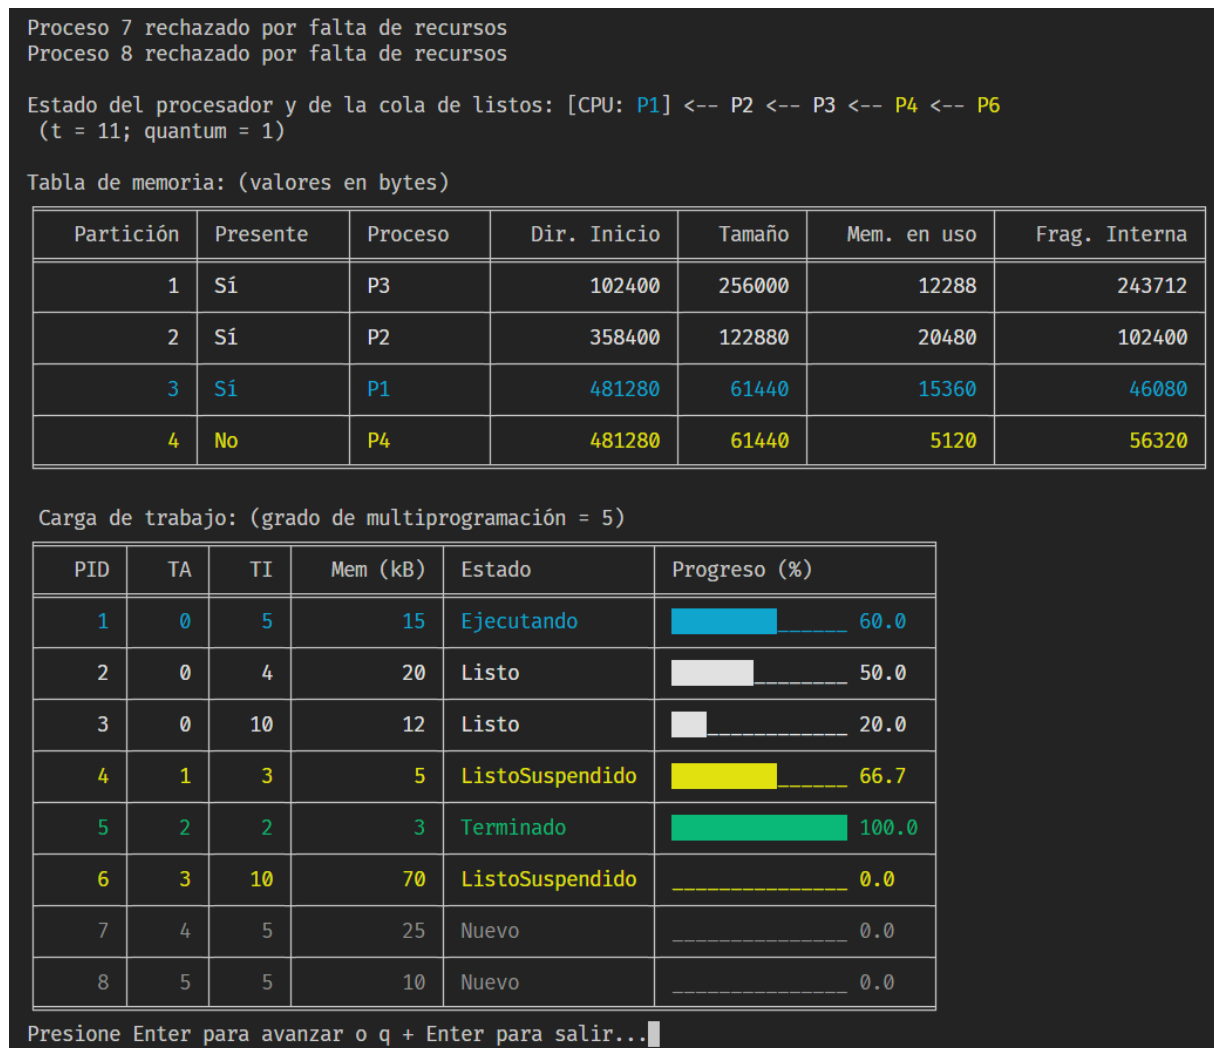 Proceso 7 rechazado por falta de recursos
Proceso 8 rechazado por falta de recursos
Estado del procesador y de la cola de listos: [CPU: P1] <-- P2 <-- P3 <-- P4 <-- P6
(t = 11; quantum = 1)
Tabla de memoria: (valores en bytes)
Partición Presente Proceso Dir. Inicio Tamaño Mem. en uso Frag. Interna
1 Sí P3 102400 256000 12288 243712
2 Sí P2 358400 122880 20480 102400
3 Sí P1 481280 61440 15360 46080
4 No P4 481280 61440 5120 56320
Carga de trabajo: (grado de multiprogramación = 5)
PID TA TI Mem (kB) Estado Progreso (%)
1 0 5 15 Ejecutando ______ 60.0
2 0 4 20 Listo ________ 50.0
3 0 10 12 Listo ____________ 20.0
4 1 3 5 ListoSuspendido ______ 66.7
5 2 2 3 Terminado 100.0
6 3 10 70 ListoSuspendido _______________ 0.0
7 4 5 25 Nuevo _______________ 0.0
8 5 5 10 Nuevo _______________ 0.0
Presione Enter para avanzar o q + Enter para salir...